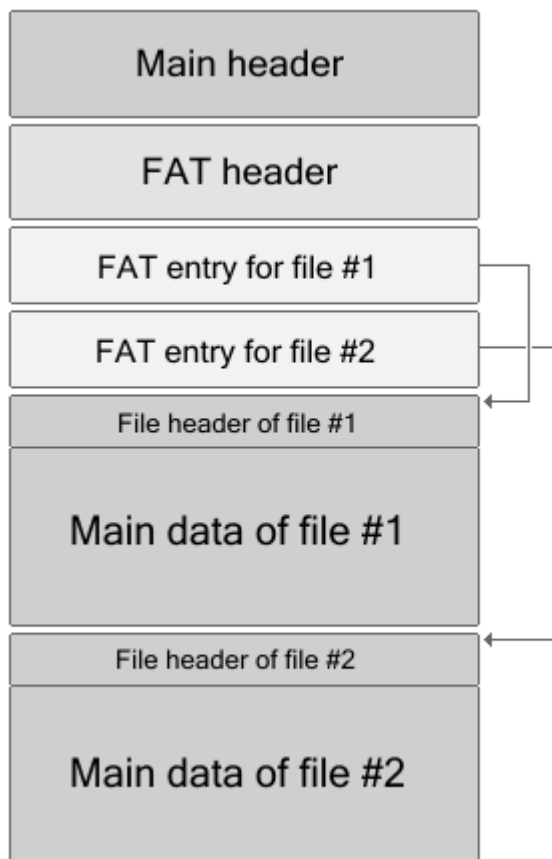 Main header
FAT header
FAT entry for file #1
FAT entry for file #2
File header of file #1
Main data of file #1
File header of file #2
Main data of file #2